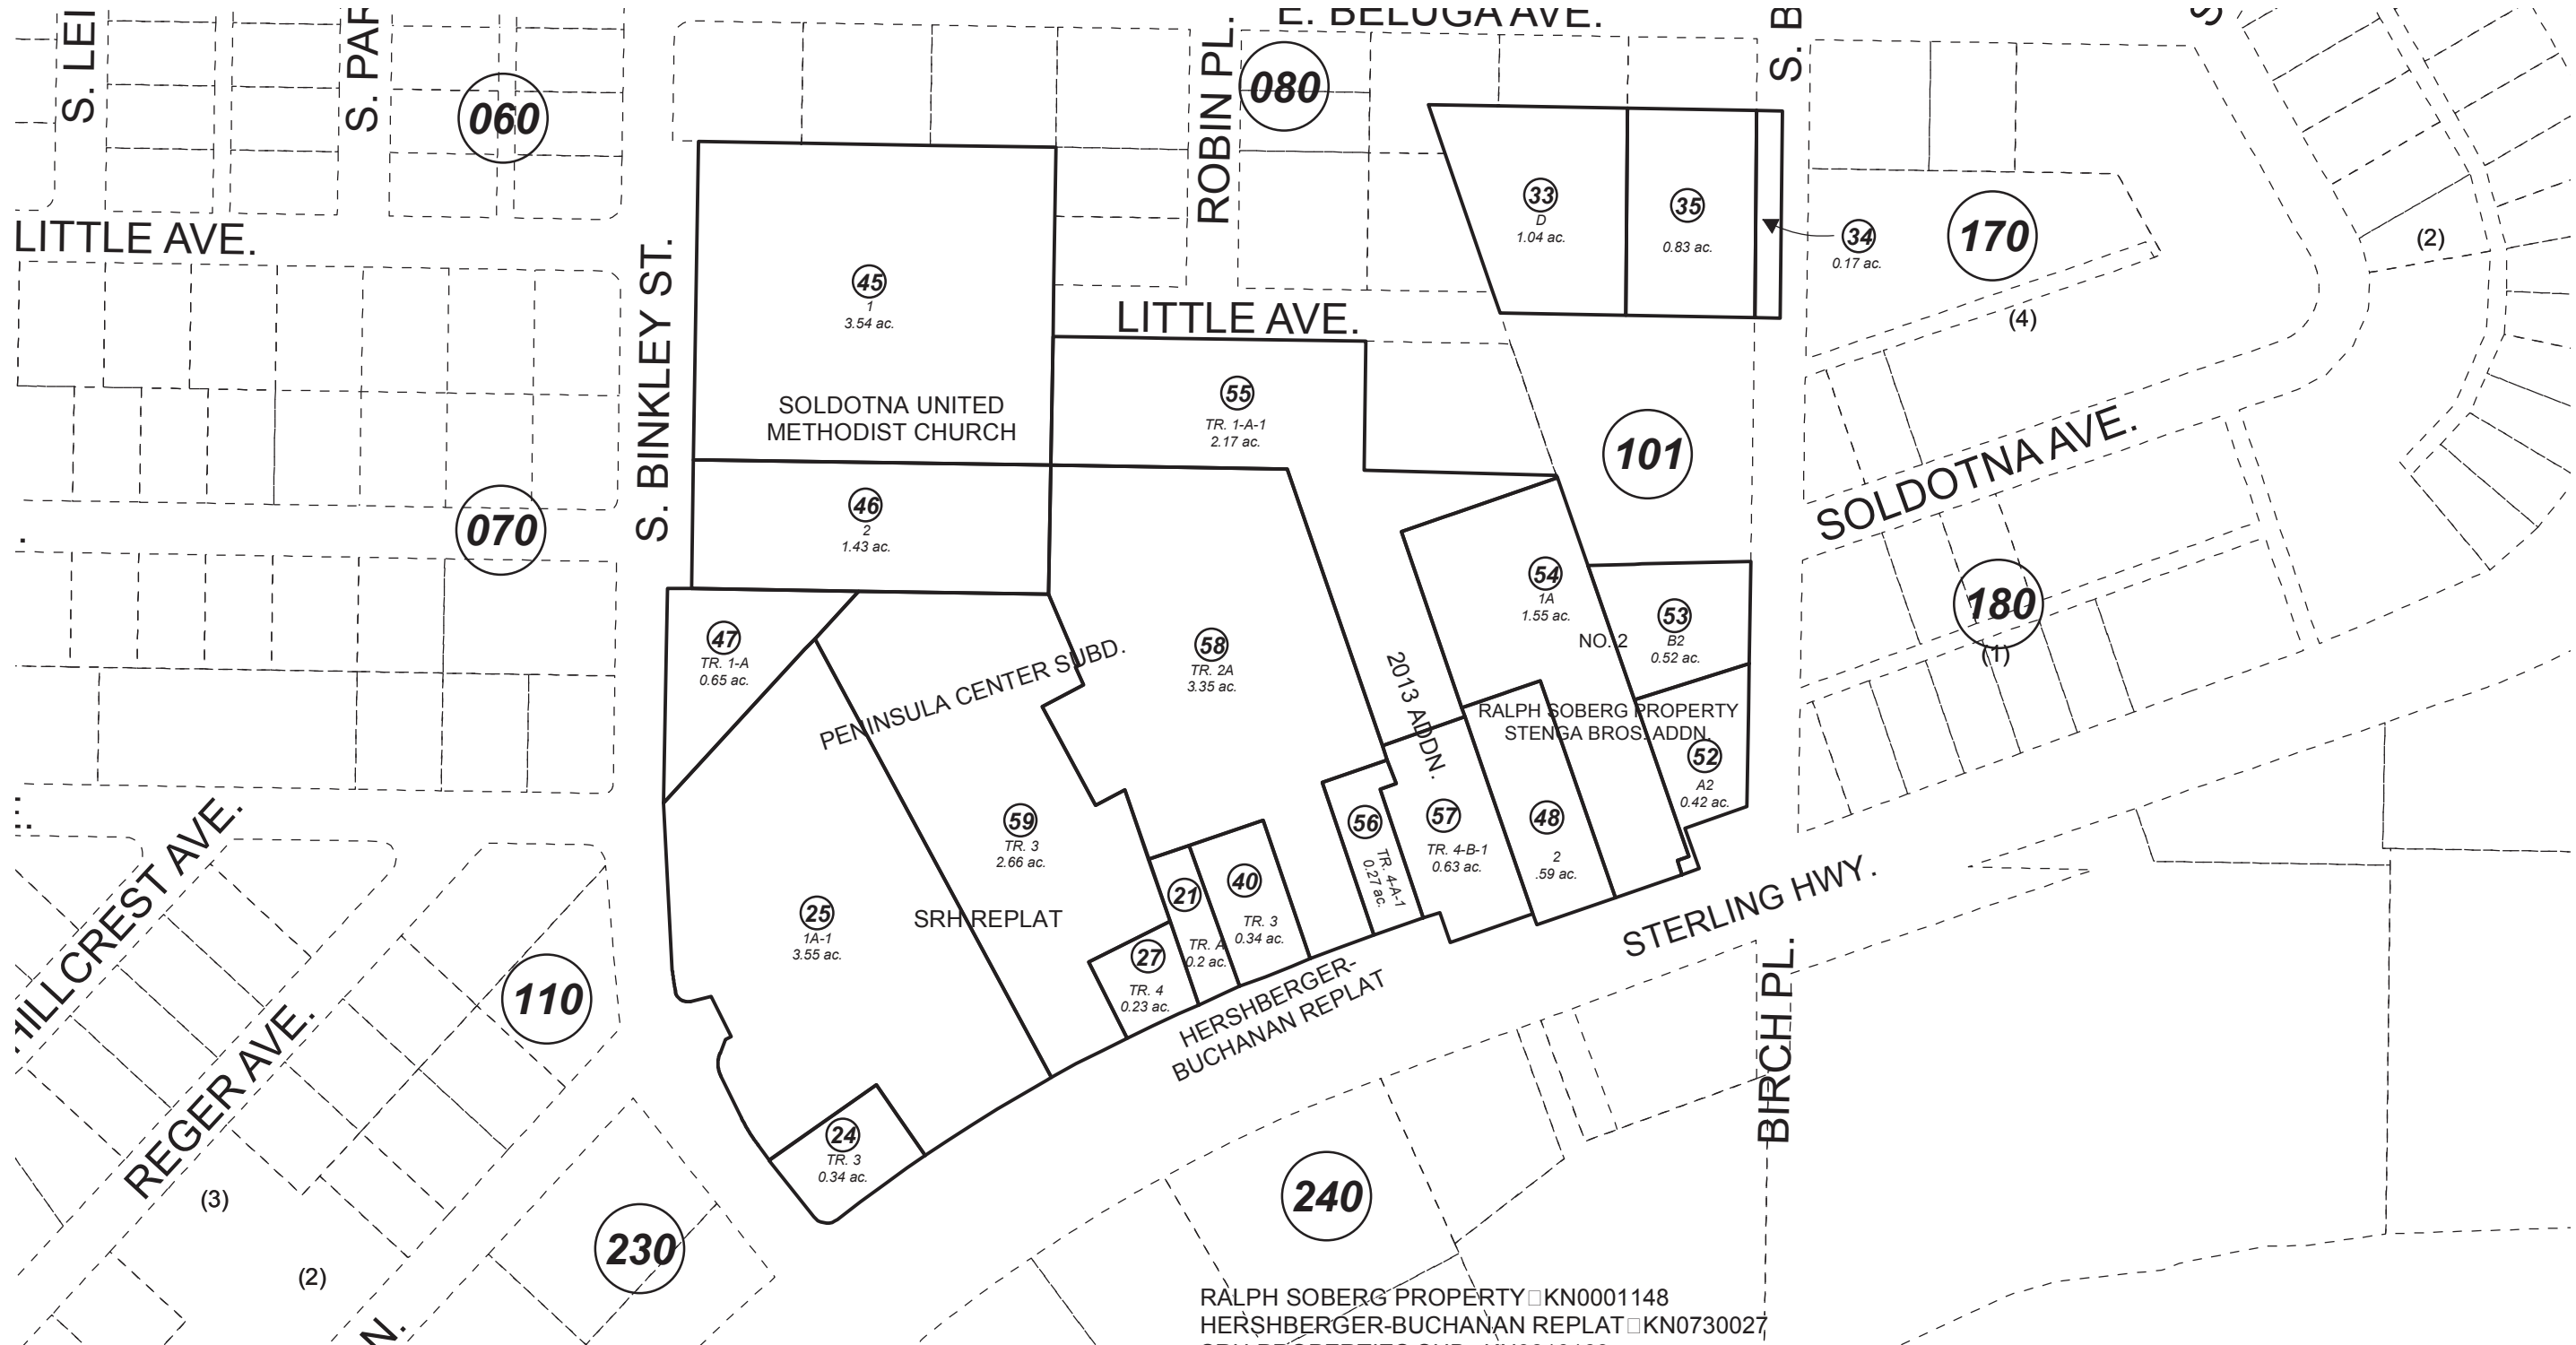 E. BELUGA AVE.
S. LEI
S. PAR
060
ROBIN PL.
080
S. B
LITTLE AVE.
S. BINKLEY ST.
45
1
3.54 ac.
SOLDOTNA UNITED
METHODIST CHURCH
33
D
1.04 ac.
35
0.83 ac.
34
0.17 ac.
170
(2)
(4)
LITTLE AVE.
55
TR. 1-A-1
2.17 ac.
101
SOLDOTNA AVE.
070
46
2
1.43 ac.
47
TR. 1-A
0.65 ac.
PENINSULA CENTER SUBD.
58
TR. 2A
3.35 ac.
2013 ADDN.
54
1A
1.55 ac.
NO. 2
53
B2
0.52 ac.
180
(1)
RALPH SOBERG PROPERTY
STENGA BROS. ADDN.
52
A2
0.42 ac.
59
TR. 3
2.66 ac.
56
TR. 4-A-1
0.27 ac.
57
TR. 4-B-1
0.63 ac.
48
2
.59 ac.
HILLCREST AVE.
REGER AVE.
110
25
1A-1
3.55 ac.
SRH REPLAT
21
TR. A
0.2 ac.
40
TR. 3
0.34 ac.
27
TR. 4
0.23 ac.
HERSHBERGER-
BUCHANAN REPLAT
STERLING HWY.
BIRCH PL.
24
TR. 3
0.34 ac.
(3)
(2)
230
240
N.
RALPH SOBERG PROPERTY□KN0001148
HERSHBERGER-BUCHANAN REPLAT□KN0730027